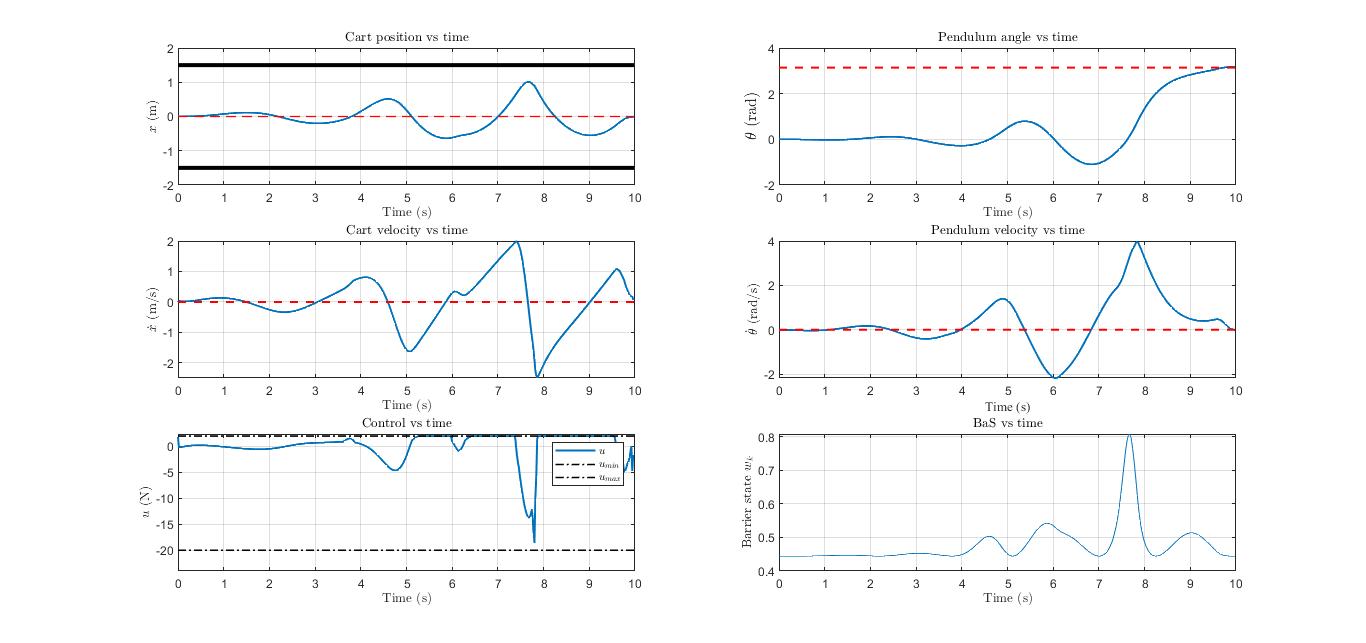 Cart position vs time
2
1
0
-1
-2
x (m)
0 1 2 3 4 5 6 7 8 9 10
Time (s)
Pendulum angle vs time
4
2
0
-2
θ (rad)
0 1 2 3 4 5 6 7 8 9 10
Time (s)
Cart velocity vs time
2
1
0
-1
-2
ẋ (m/s)
0 1 2 3 4 5 6 7 8 9 10
Time (s)
Pendulum velocity vs time
4
2
0
-2
θ̇ (rad/s)
0 1 2 3 4 5 6 7 8 9 10
Time (s)
Control vs time
0
-5
-10
-15
-20
u (N)
u
u_min
u_max
0 1 2 3 4 5 6 7 8 9 10
Time (s)
BaS vs time
0.8
0.7
0.6
0.5
0.4
Barrier state w_k
0 1 2 3 4 5 6 7 8 9 10
Time (s)